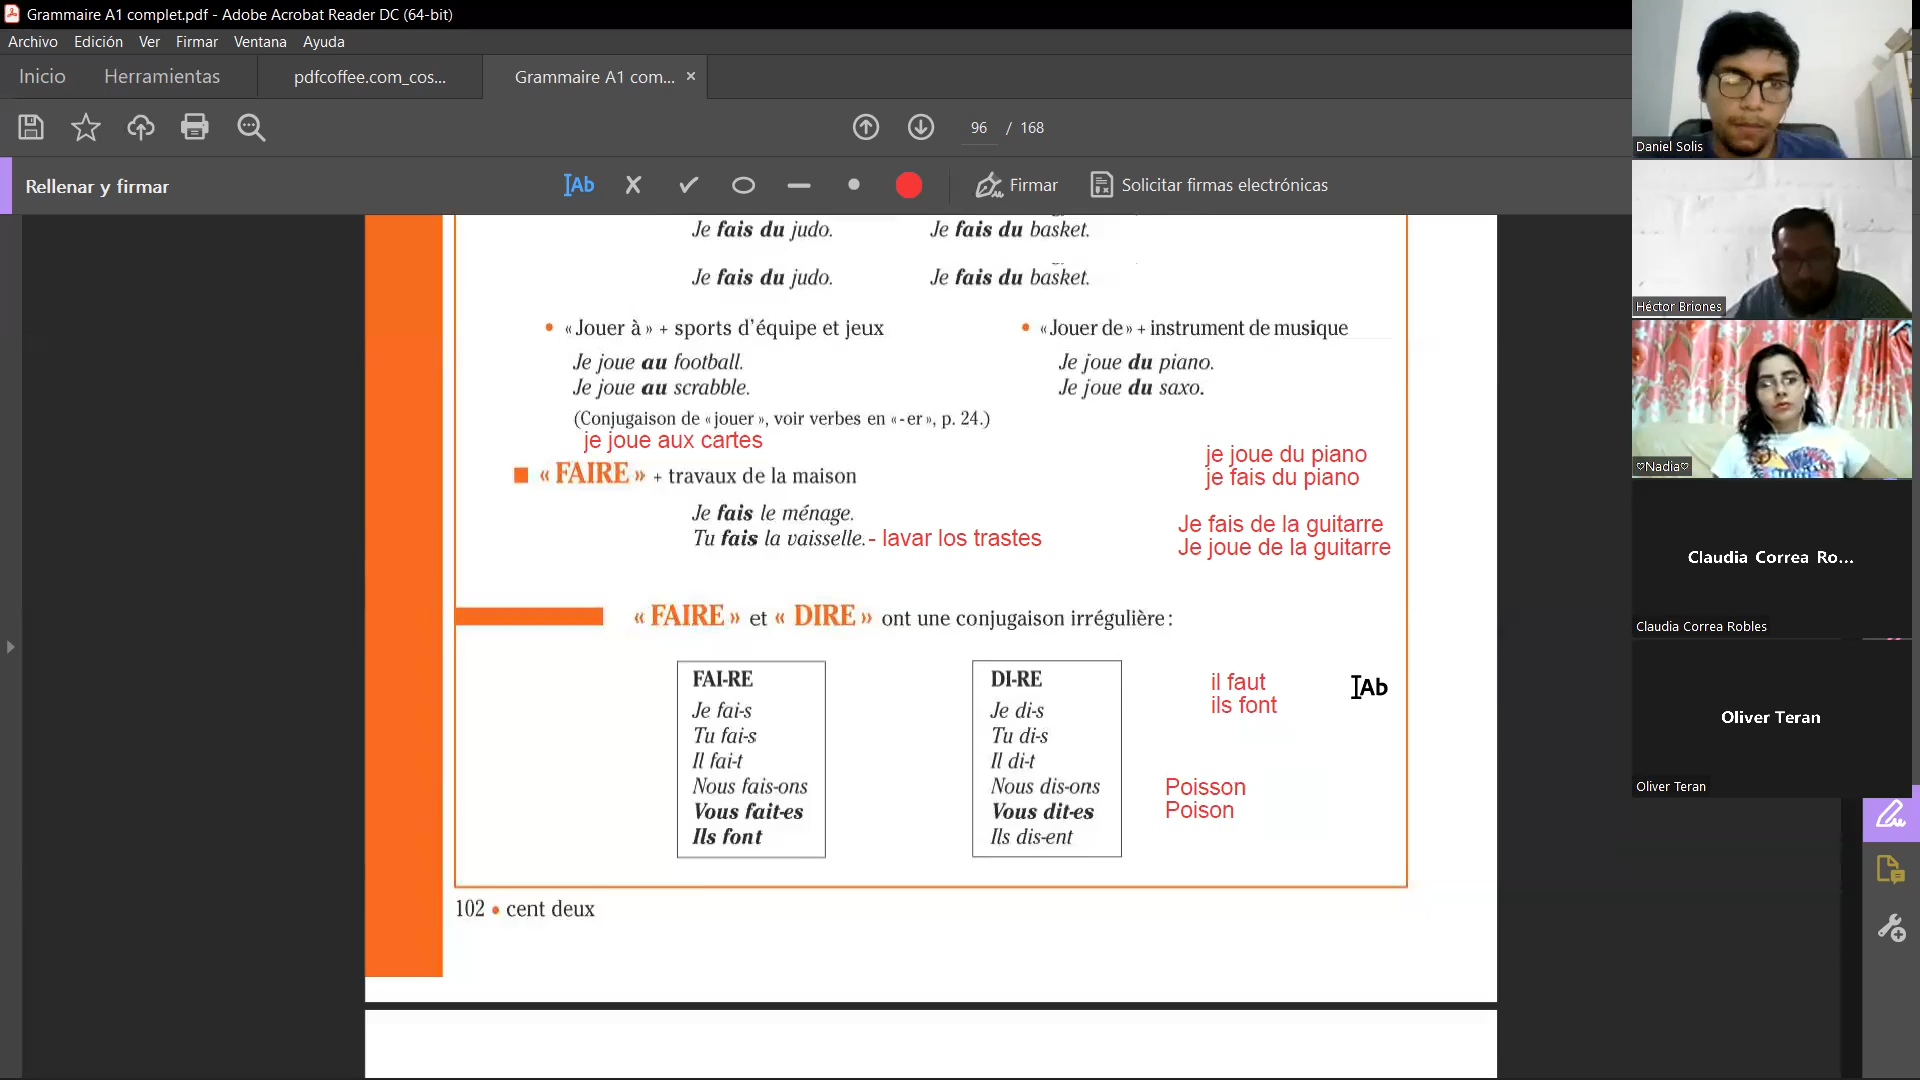 Grammaire A1 complet.pdf - Adobe Acrobat Reader DC (64-bit)
Archivo Edición Ver Firmar Ventana Ayuda
Inicio Herramientas pdfcoffee.com_cos... Grammaire A1 com... ×
96 / 168
Rellenar y firmar Ab Firmar Solicitar firmas electrónicas
Je fais du judo. Je fais du basket.
Je fais du judo. Je fais du basket.
• « Jouer à » + sports d'équipe et jeux
Je joue au football.
Je joue au scrabble.
(Conjugaison de « jouer », voir verbes en « -er », p. 24.)
je joue aux cartes
• « Jouer de » + instrument de musique
Je joue du piano.
Je joue du saxo.
je joue du piano
je fais du piano
Je fais de la guitarre
Je joue de la guitarre
« FAIRE » + travaux de la maison
Je fais le ménage.
Tu fais la vaisselle. - lavar los trastes
« FAIRE » et « DIRE » ont une conjugaison irrégulière :
FAI-RE
Je fai-s
Tu fai-s
Il fai-t
Nous fais-ons
Vous fait-es
Ils font
DI-RE
Je di-s
Tu di-s
Il di-t
Nous dis-ons
Vous dit-es
Ils dis-ent
il faut
ils font
Ab
Poisson
Poison
102 • cent deux
Daniel Solis
Héctor Briones
♡Nadia♡
Claudia Correa Ro...
Claudia Correa Robles
Oliver Teran
Oliver Teran